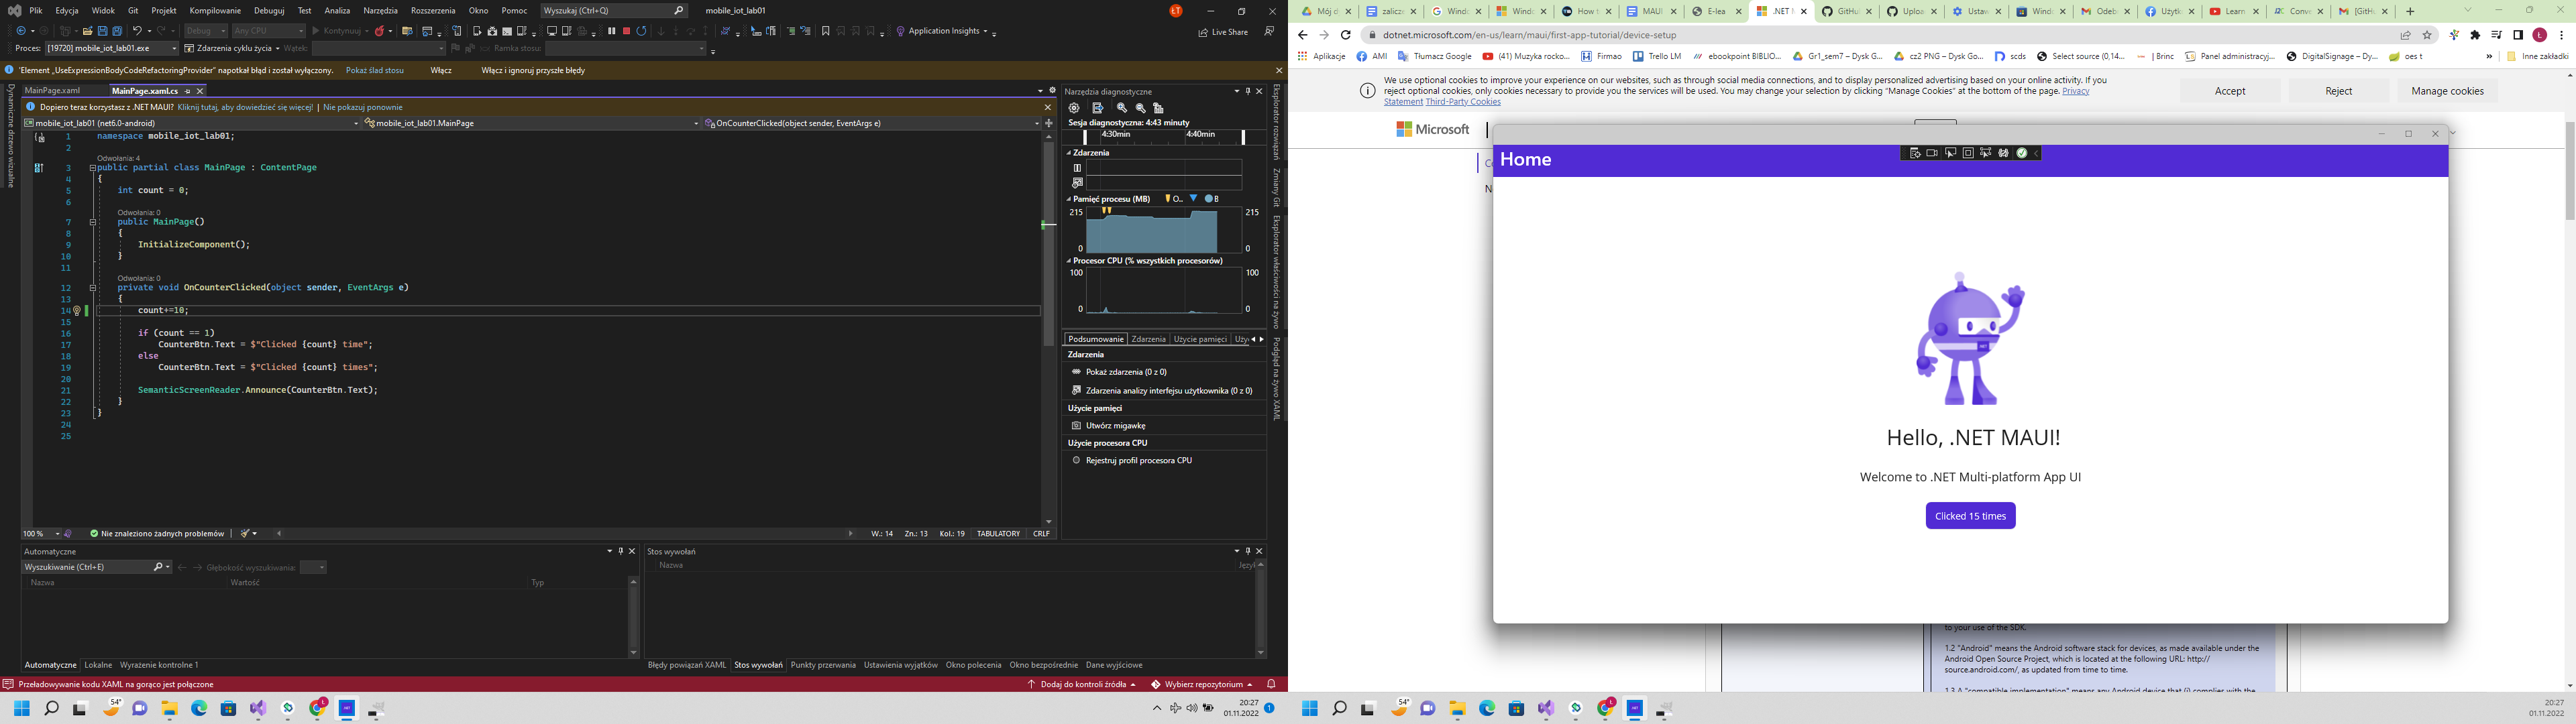 Plik Edycja Widok Git Projekt Kompilowanie Debuguj Test Analiza Narzędzia Rozszerzenia Okno Pomoc Wyszukaj (Ctrl+Q) mobile_iot_lab01 ŁT
Debug Any CPU Kontynuuj Application Insights Live Share
Proces: [19720] mobile_iot_lab01.exe Zdarzenia cyklu życia Wątek: Ramka stosu:
'Element „UseExpressionBodyCodeRefactoringProvider” napotkał błąd i został wyłączony. Pokaż ślad stosu Włącz Włącz i ignoruj przyszłe błędy
Dynamiczne drzewo wizualne
MainPage.xaml MainPage.xaml.cs
Dopiero teraz korzystasz z .NET MAUI? Kliknij tutaj, aby dowiedzieć się więcej! | Nie pokazuj ponownie
mobile_iot_lab01 (net6.0-android) mobile_iot_lab01.MainPage OnCounterClicked(object sender, EventArgs e)
1 namespace mobile_iot_lab01;
2
Odwołania: 4
3 public partial class MainPage : ContentPage
4 {
5 int count = 0;
6
Odwołania: 0
7 public MainPage()
8 {
9 InitializeComponent();
10 }
11
Odwołania: 0
12 private void OnCounterClicked(object sender, EventArgs e)
13 {
14 count+=10;
15
16 if (count == 1)
17 CounterBtn.Text = $"Clicked {count} time";
18 else
19 CounterBtn.Text = $"Clicked {count} times";
20
21 SemanticScreenReader.Announce(CounterBtn.Text);
22 }
23 }
24
25
100 % Nie znaleziono żadnych problemów W.: 14 Zn.: 13 Kol.: 19 TABULATORY CRLF
Narzędzia diagnostyczne
Sesja diagnostyczna: 4:43 minuty
4:30min 4:40min
Zdarzenia
Pamięć procesu (MB) O.. B
215 215
0 0
Procesor CPU (% wszystkich procesorów)
100 100
0 0
Podsumowanie Zdarzenia Użycie pamięci Uży
Zdarzenia
Pokaż zdarzenia (0 z 0)
Zdarzenia analizy interfejsu użytkownika (0 z 0)
Użycie pamięci
Utwórz migawkę
Użycie procesora CPU
Rejestruj profil procesora CPU
Eksplorator rozwiązań
Zmiany Git
Eksplorator właściwości na żywo
Podgląd na żywo XAML
Automatyczne
Wyszukiwanie (Ctrl+E) Głębokość wyszukiwania:
Nazwa Wartość Typ
Automatyczne Lokalne Wyrażenie kontrolne 1
Stos wywołań
Nazwa Język
Błędy powiązań XAML Stos wywołań Punkty przerwania Ustawienia wyjątków Okno polecenia Okno bezpośrednie Dane wyjściowe
Przeładowywanie kodu XAML na gorąco jest połączone Dodaj do kontroli źródła Wybierz repozytorium
54° 20:27
01.11.2022 1
Mój d zalicz Windo Windo How t MAUI E-lea .NET GitHu Uploa Ustaw Windo Odeb Użytk Learn Conve [GitHu
dotnet.microsoft.com/en-us/learn/maui/first-app-tutorial/device-setup
Aplikacje AMI Tłumacz Google (41) Muzyka rocko... Firmao Trello LM ebookpoint BIBLIO... Gr1_sem7 – Dysk G... cz2 PNG – Dysk Go... scds Select source (0,14... | Brinc Panel administracyj... DigitalSignage – Dy... oes t » Inne zakładki
We use optional cookies to improve your experience on our websites, such as through social media connections, and to display personalized advertising based on your online activity. If you
reject optional cookies, only cookies necessary to provide you the services will be used. You may change your selection by clicking “Manage Cookies” at the bottom of the page. Privacy
Statement Third-Party Cookies
Accept Reject Manage cookies
Microsoft
Home
Hello, .NET MAUI!
Welcome to .NET Multi-platform App UI
Clicked 15 times
to your use of the SDK.
1.2 "Android" means the Android software stack for devices, as made available under the
Android Open Source Project, which is located at the following URL: http://
source.android.com/, as updated from time to time.
1.3 A "compatible implementation" means any Android device that (i) complies with the
54° 20:27
01.11.2022